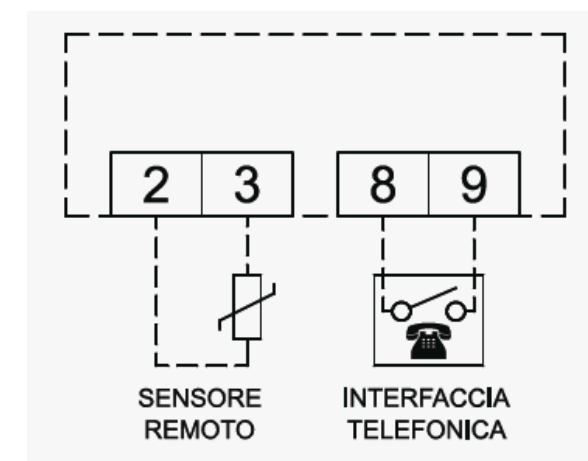 2 3 8 9
SENSORE INTERFACCIA
REMOTO TELEFONICA